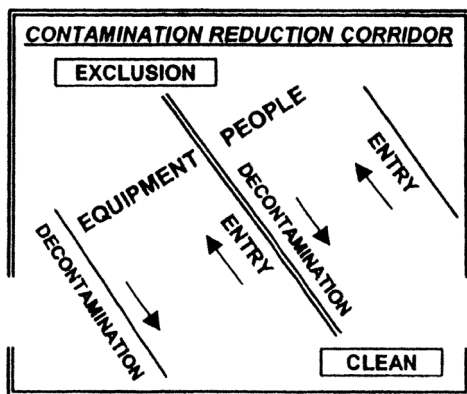 CONTAMINATION REDUCTION CORRIDOR
EXCLUSION
EQUIPMENT PEOPLE
DECONTAMINATION
ENTRY
DECONTAMINATION
ENTRY
CLEAN